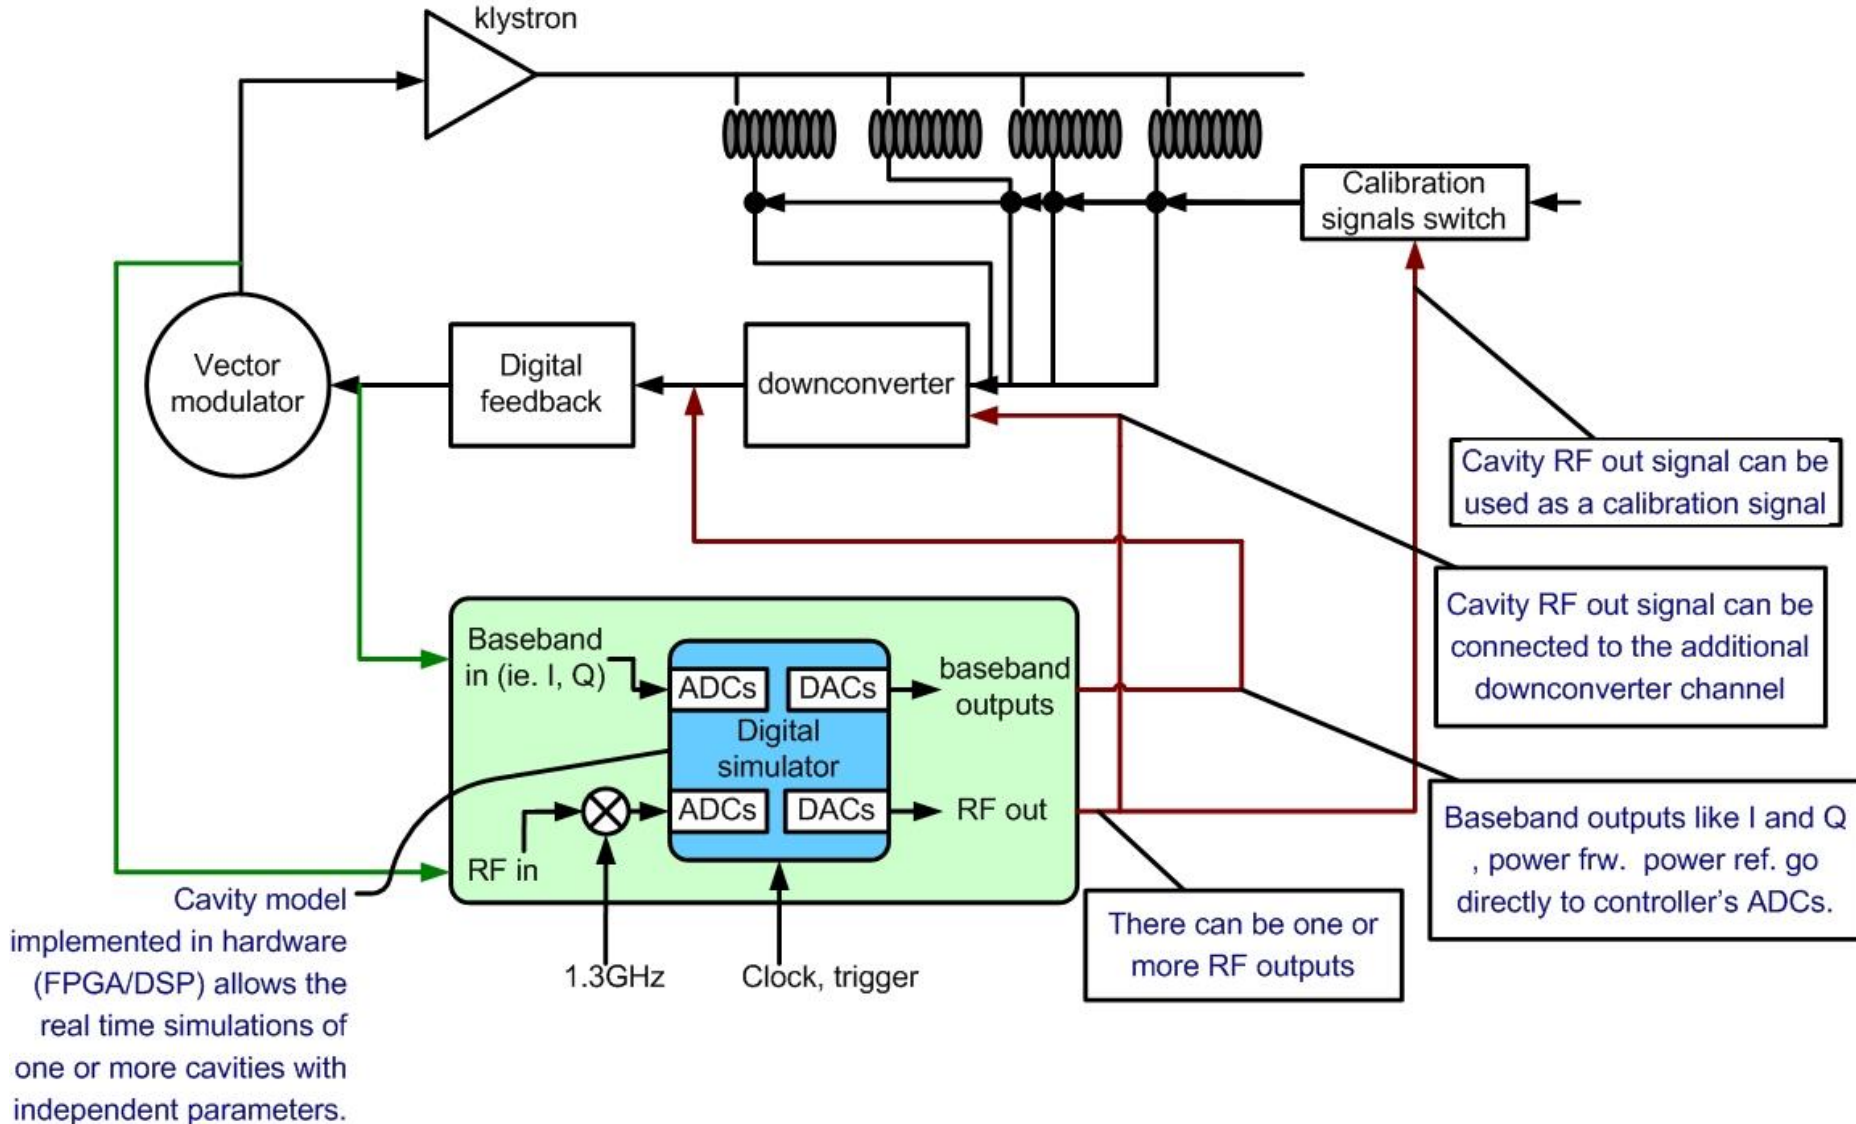 klystron
Calibration
signals switch
Vector
modulator
Digital
feedback
downconverter
Cavity RF out signal can be
used as a calibration signal
Cavity RF out signal can be
connected to the additional
downconverter channel
Baseband
in (ie. I, Q)
ADCs
DACs
baseband
outputs
Digital
simulator
ADCs
DACs
RF out
RF in
Baseband outputs like I and Q
, power frw. power ref. go
directly to controller's ADCs.
There can be one or
more RF outputs
1.3GHz
Clock, trigger
Cavity model
implemented in hardware
(FPGA/DSP) allows the
real time simulations of
one or more cavities with
independent parameters.